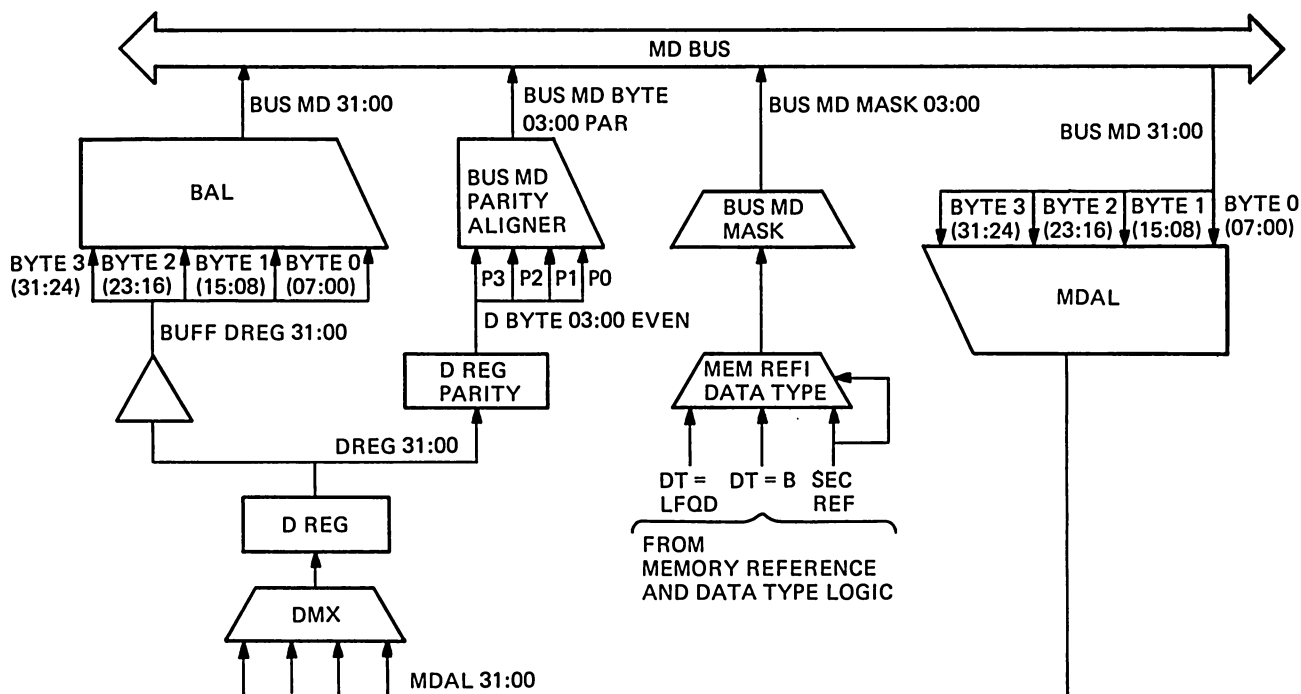 MD BUS
BUS MD 31:00
BUS MD BYTE
03:00 PAR
BUS MD MASK 03:00
BUS MD 31:00
BAL
BUS MD
PARITY
ALIGNER
BUS MD
MASK
BYTE 3
(31:24)
BYTE 2
(23:16)
BYTE 1
(15:08)
BYTE 0
(07:00)
MDAL
BYTE 3
(31:24)
BYTE 2
(23:16)
BYTE 1
(15:08)
BYTE 0
(07:00)
P3 P2 P1 P0
BUFF DREG 31:00
D BYTE 03:00 EVEN
D REG
PARITY
MEM REFI
DATA TYPE
DREG 31:00
DT =
LFQD
DT = B
SEC
REF
D REG
FROM
MEMORY REFERENCE
AND DATA TYPE LOGIC
DMX
MDAL 31:00